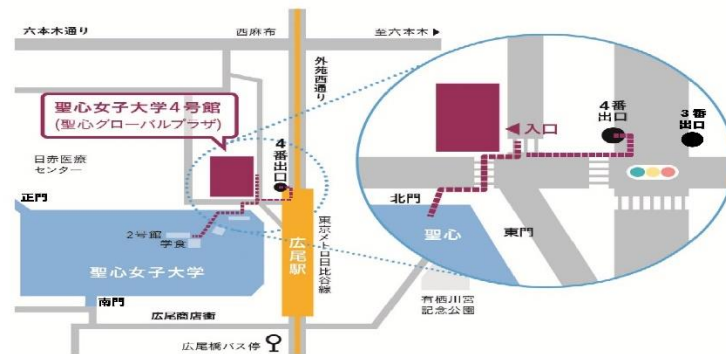 六本木通り
西麻布
至六本木▶
外苑西通り
聖心女子大学4号館
(聖心グローバルプラザ)
4番出口
日赤医療
センター
正門
2号館
学食
聖心女子大学
南門
広尾駅
東京メトロ日比谷線
広尾商店街
広尾橋バス停
有栖川宮
記念公園
4番
出口
3番
出口
入口
北門
聖心
東門